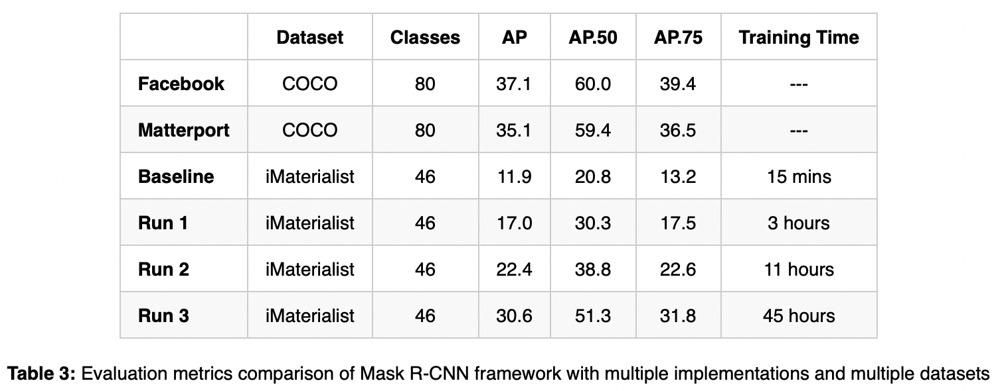 Dataset Classes AP AP.50 AP.75 Training Time
Facebook COCO 80 37.1 60.0 39.4 ---
Matterport COCO 80 35.1 59.4 36.5 ---
Baseline iMaterialist 46 11.9 20.8 13.2 15 mins
Run 1 iMaterialist 46 17.0 30.3 17.5 3 hours
Run 2 iMaterialist 46 22.4 38.8 22.6 11 hours
Run 3 iMaterialist 46 30.6 51.3 31.8 45 hours
Table 3: Evaluation metrics comparison of Mask R-CNN framework with multiple implementations and multiple datasets